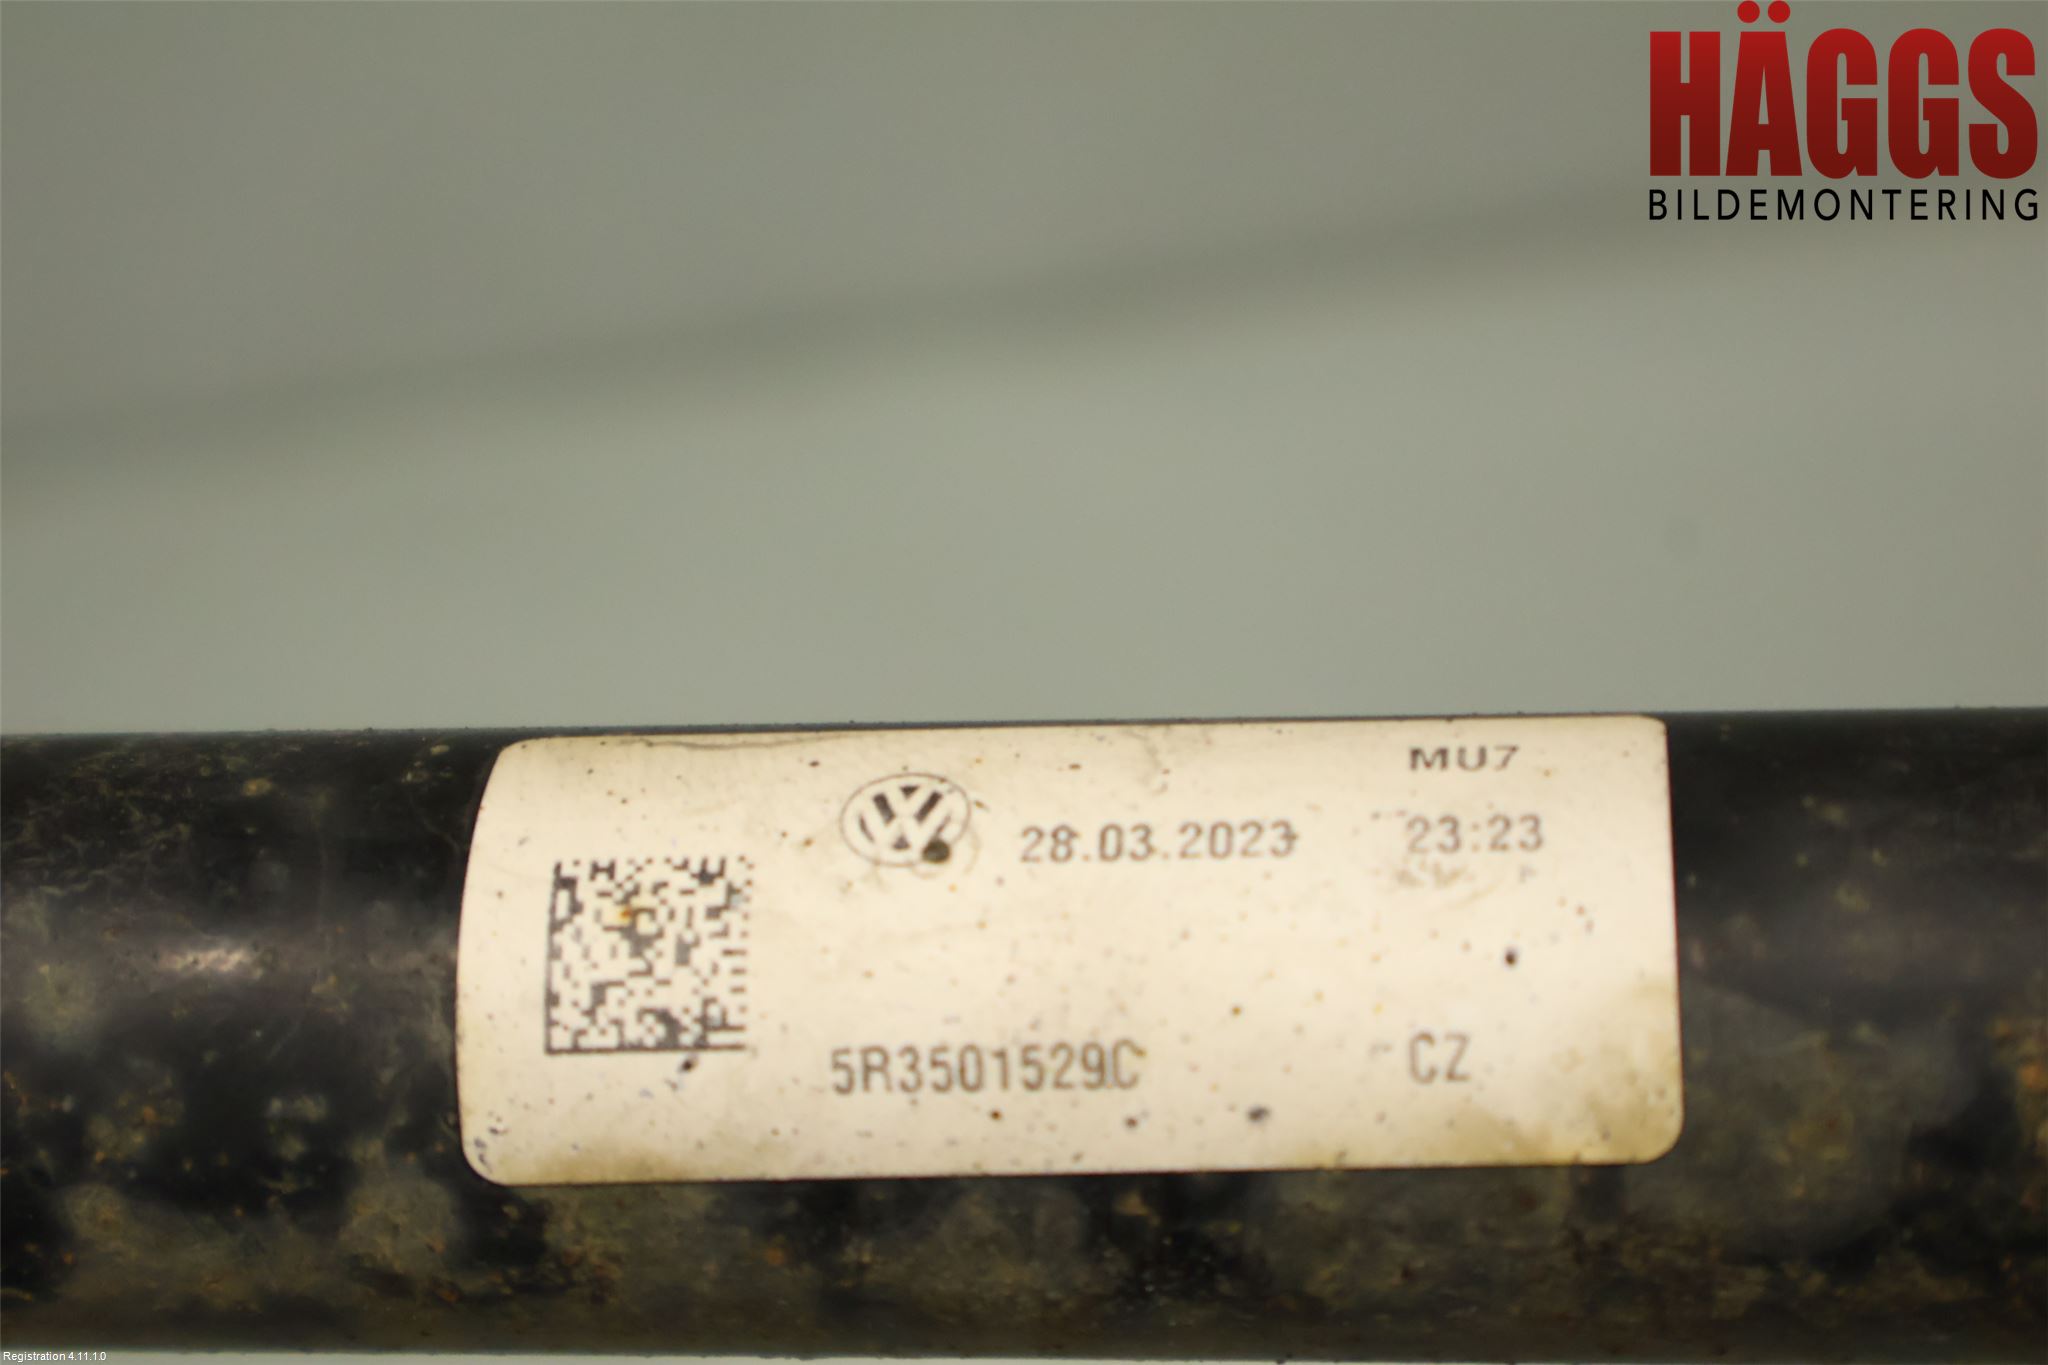 HÄGGS
BILDEMONTERING
MU7
28.03.2023 23:23
5R3501529C CZ
Registration 4.11.1.0